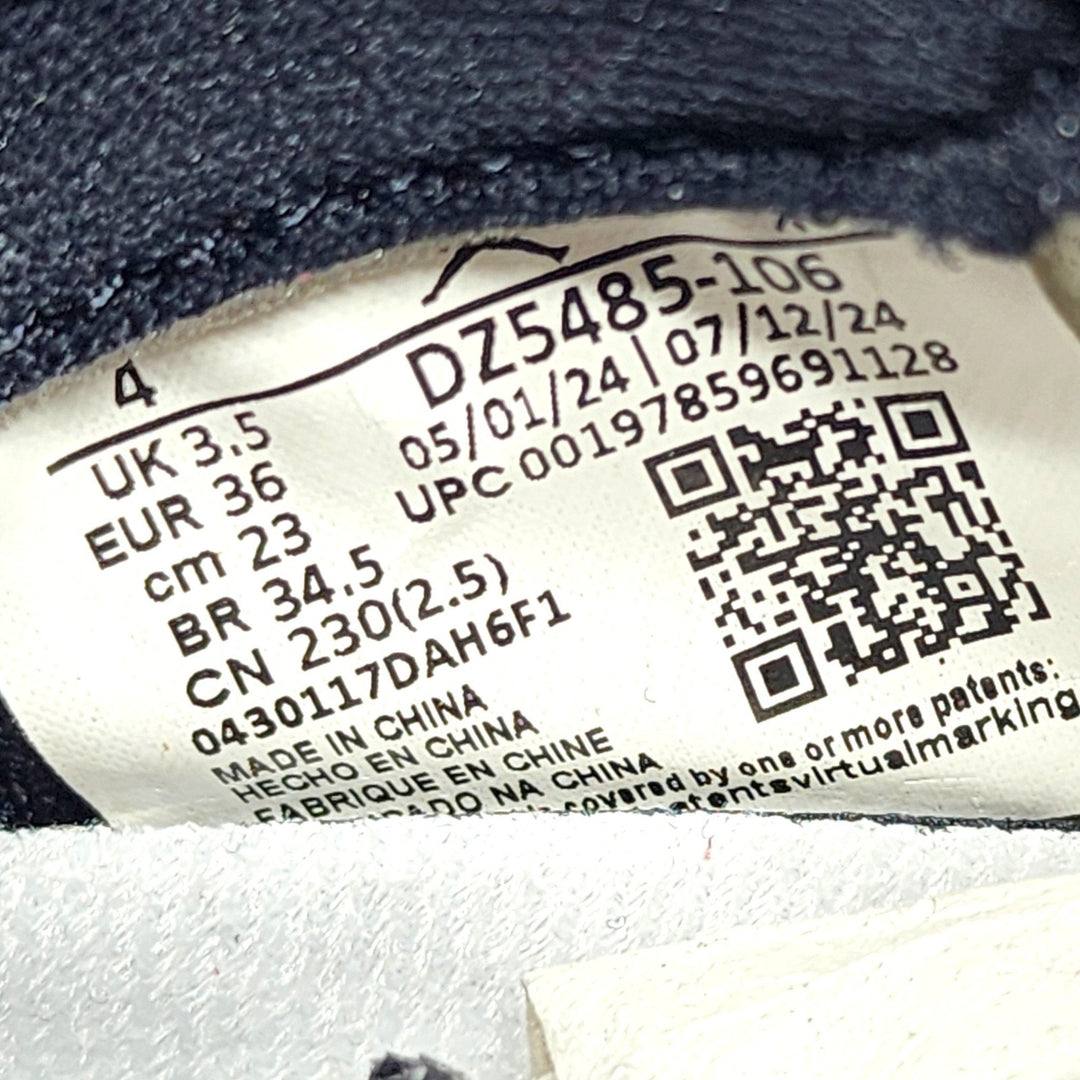 4
DZ5485-106
05/01/24 | 07/12/24
UPC 00197859691128
UK 3,5
EUR 36
cm 23
BR 34,5
CN 230(2.5)
0430117DAH6F1
MADE IN CHINA
HECHO EN CHINA
FABRIQUE EN CHINE
NA CHINA
covered by one or more patents: